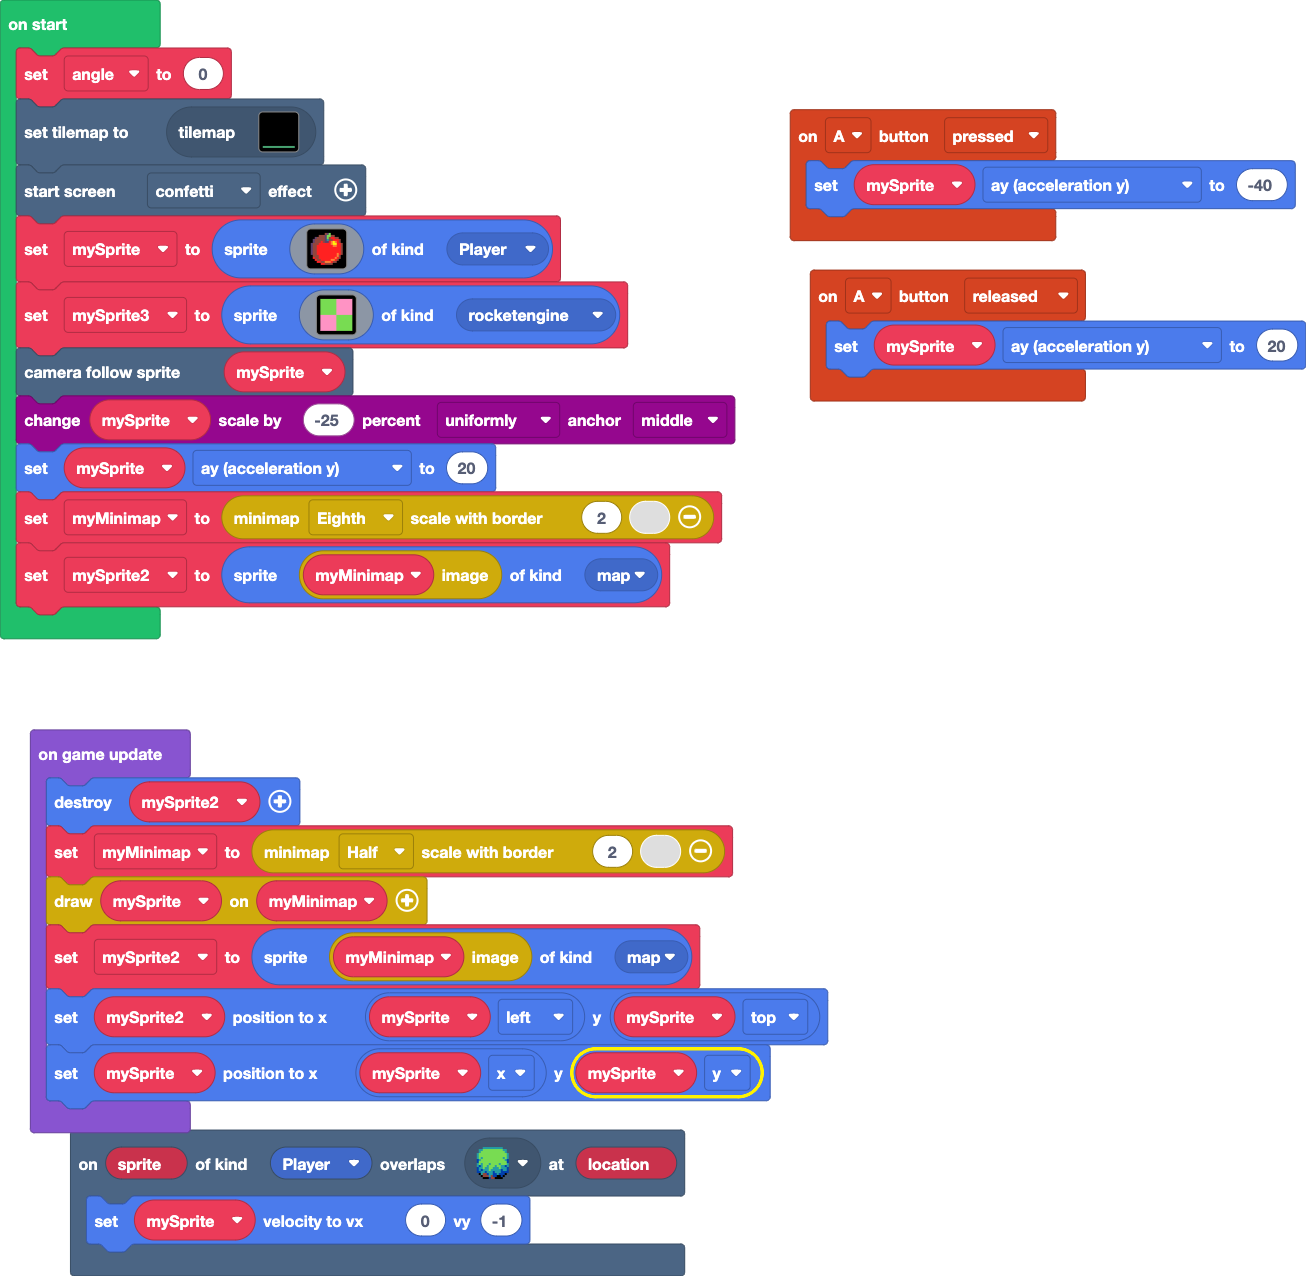 on start
set angle to 0
set tilemap to tilemap
start screen confetti effect
set mySprite to sprite of kind Player
set mySprite3 to sprite of kind rocketengine
camera follow sprite mySprite
change mySprite scale by -25 percent uniformly anchor middle
set mySprite ay (acceleration y) to 20
set myMinimap to minimap Eighth scale with border 2
set mySprite2 to sprite myMinimap image of kind map
on A button pressed
set mySprite ay (acceleration y) to -40
on A button released
set mySprite ay (acceleration y) to 20
on game update
destroy mySprite2
set myMinimap to minimap Half scale with border 2
draw mySprite on myMinimap
set mySprite2 to sprite myMinimap image of kind map
set mySprite2 position to x mySprite left y mySprite top
set mySprite position to x mySprite x y mySprite y
on sprite of kind Player overlaps at location
set mySprite velocity to vx 0 vy -1